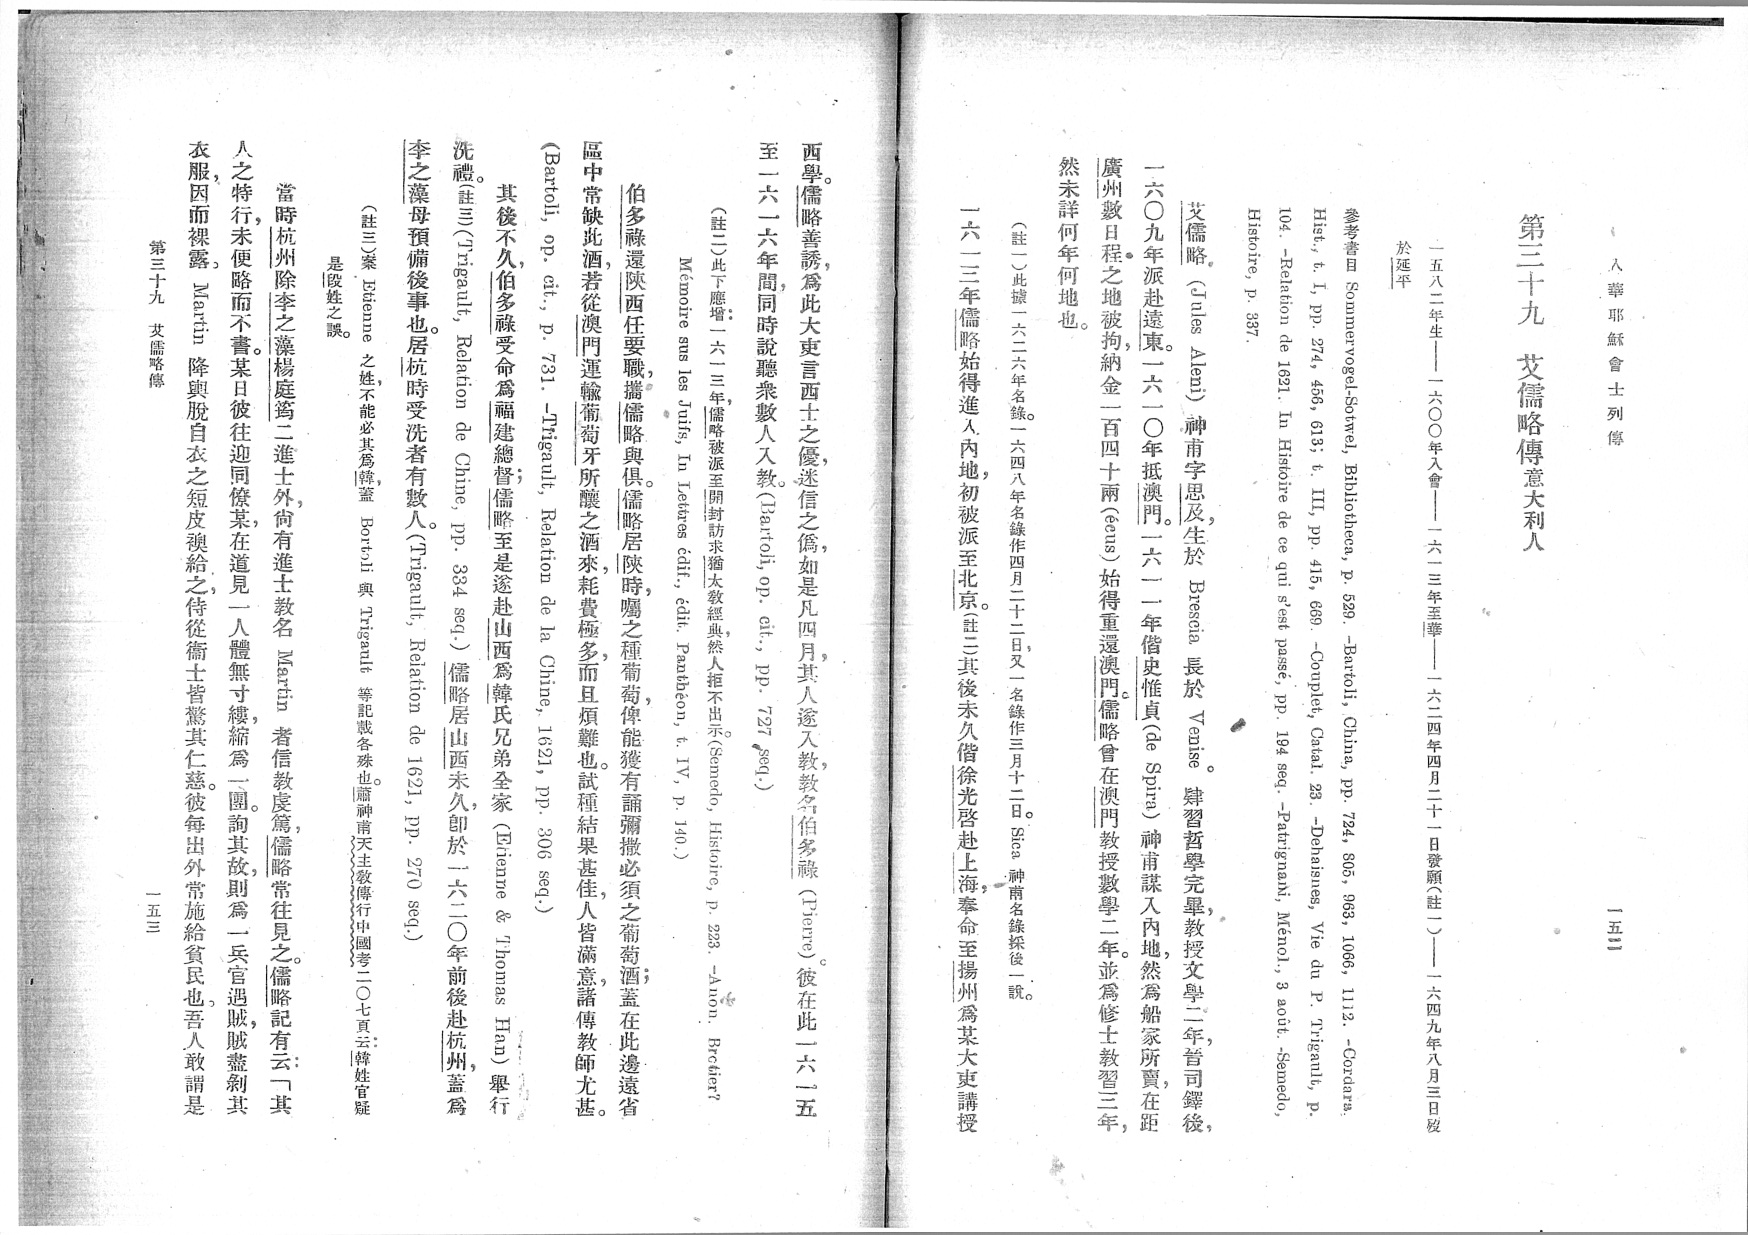 入華耶穌會士列傳
一五二
第三十九　艾儒略傳意大利人
一五八二年生——一六〇〇年入會——一六一三年至華——一六二四年四月二十一日發願(註一)——一六四九年八月三日歿
於延平
參考書目 Sommervogel-Sotwel, Bibliotheca, p. 529. –Bartoli, China, pp. 724, 805, 963, 1066, 1112. –Cordara
Hist., t. I, pp. 274, 456, 613; t. III, pp. 415, 669. –Couplet, Catal. 23. –Dehaisnes, Vie du P. Trigault, p.
104. –Relation de 1621. In Histoire de ce qui s'est passé, pp. 194 seq. –Patrignani, Ménol., 3 août. –Semedo,
Histoire, p. 337.
艾儒略 (Jules Aleni) 神甫字思及，生於 Brescia 長於 Venise。肄習哲學完畢，教授文學二年，晉司鐸後，
一六〇九年派赴遠東。一六一〇年抵澳門。一六一一年偕史惟貞(de Spira) 神甫謀入內地，然爲船家所賣，在距
廣州數日程之地被拘，納金一百四十兩(écus)始得重還澳門。儒略曾在澳門教授數學二年。並爲修士教習三年，
然未詳何年何地也。
(註一)此據一六二六年名錄。一六四八年名錄作四月二十二日，又一名錄作三月十二日。Sica 神甫名錄採後一說。
一六一三年儒略始得進入內地，初被派至北京。(註二)其後未久偕徐光啓赴上海，奉命至揚州爲某大吏講授
西學。儒略善誘，爲此大吏言西士之優，迷信之僞，如是凡四月，其人遂入教，教名伯多祿 (Pierre)。彼在此一六一五
至一六一六年間，同時說聽衆數人入教。(Bartoli, op. cit., pp. 727 seq.)
(註二)此下應增：一六一三年，儒略被派至開封訪求猶太教經典，然人拒不出示。(Semedo, Histoire, p. 223. –Anon. Brotier?
Mémoire sus les Juifs, In Lettres édif., édit. Panthéon, t. IV, p. 140.)
伯多祿還陝西任要職，攜儒略與俱。儒略居陝時，囑之種葡萄，俾能獲有誦彌撒必須之葡萄酒；蓋在此邊遠省
區中常缺此酒，若從澳門運輸葡萄牙所釀之酒來，耗費極多，而且煩難也。試種結果甚佳，人皆滿意，諸傳教師尤甚。
(Bartoli, op. cit., p. 731. –Trigault, Relation de la Chine, 1621, pp. 306 seq.)
其後不久，伯多祿受命爲福建總督；儒略至是遂赴山西爲韓氏兄弟全家 (Etienne & Thomas Han) 舉行
洗禮。(註三)(Trigault, Relation de Chine, pp. 334 seq.) 儒略居山西未久，卽於一六二〇年前後赴杭州，蓋爲
李之藻母預備後事也。居杭時受洗者有數人。(Trigault, Relation de 1621, pp. 270 seq.)
(註三)案 Etienne 之姓，不能必其爲韓，蓋 Bortoli 與 Trigault 等記載各殊也。蕭神甫天主教傳行中國考二〇七頁云：韓姓官疑
是段姓之誤。
當時杭州除李之藻楊庭筠二進士外，尙有進士教名 Martin 者信教虔篤，儒略常往見之。儒略記有云：「其
人之特行，未便略而不書。某日彼往迎同僚某，在道見一人體無寸縷，縮爲一團。詢其故，則爲一兵官遇賊，賊盡剝其
衣服，因而裸露。Martin 降輿脫自衣之短皮襖給之，侍從衞士皆驚其仁慈。彼每出外常施給貧民也。吾人敢謂是
第三十九　艾儒略傳
一五三